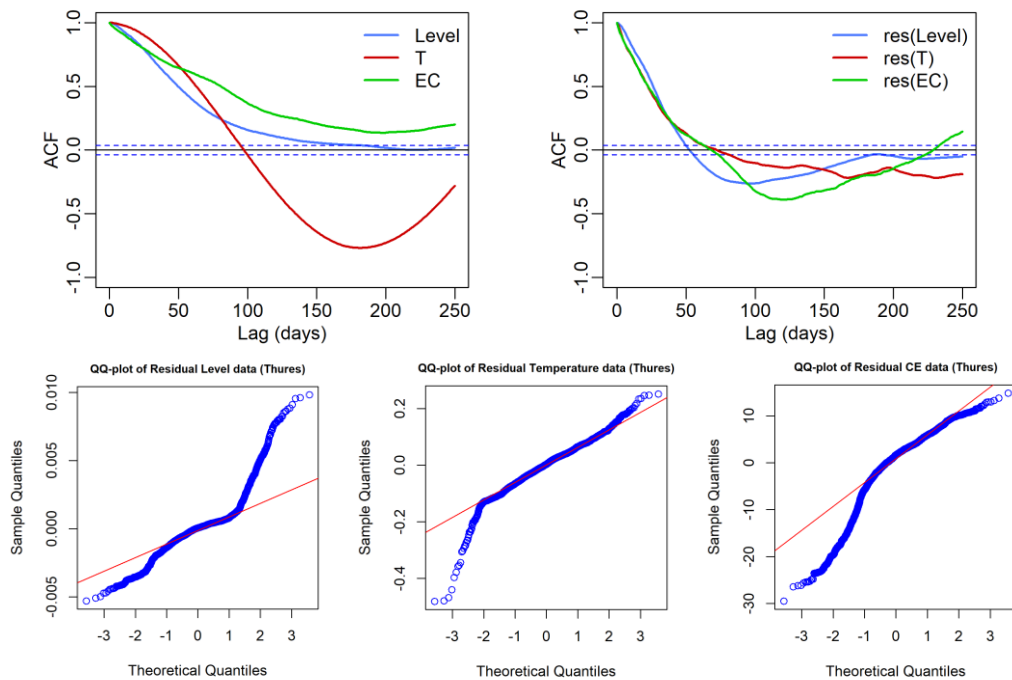 1.0
0.5
0.0
-0.5
-1.0
ACF
Level
T
EC
0 50 100 150 200 250
Lag (days)
1.0
0.5
0.0
-0.5
-1.0
ACF
res(Level)
res(T)
res(EC)
0 50 100 150 200 250
Lag (days)
QQ-plot of Residual Level data (Thures)
0.010
0.005
0.000
-0.005
Sample Quantiles
-3 -2 -1 0 1 2 3
Theoretical Quantiles
QQ-plot of Residual Temperature data (Thures)
0.2
0.0
-0.2
-0.4
Sample Quantiles
-3 -2 -1 0 1 2 3
Theoretical Quantiles
QQ-plot of Residual CE data (Thures)
10
0
-10
-20
-30
Sample Quantiles
-3 -2 -1 0 1 2 3
Theoretical Quantiles